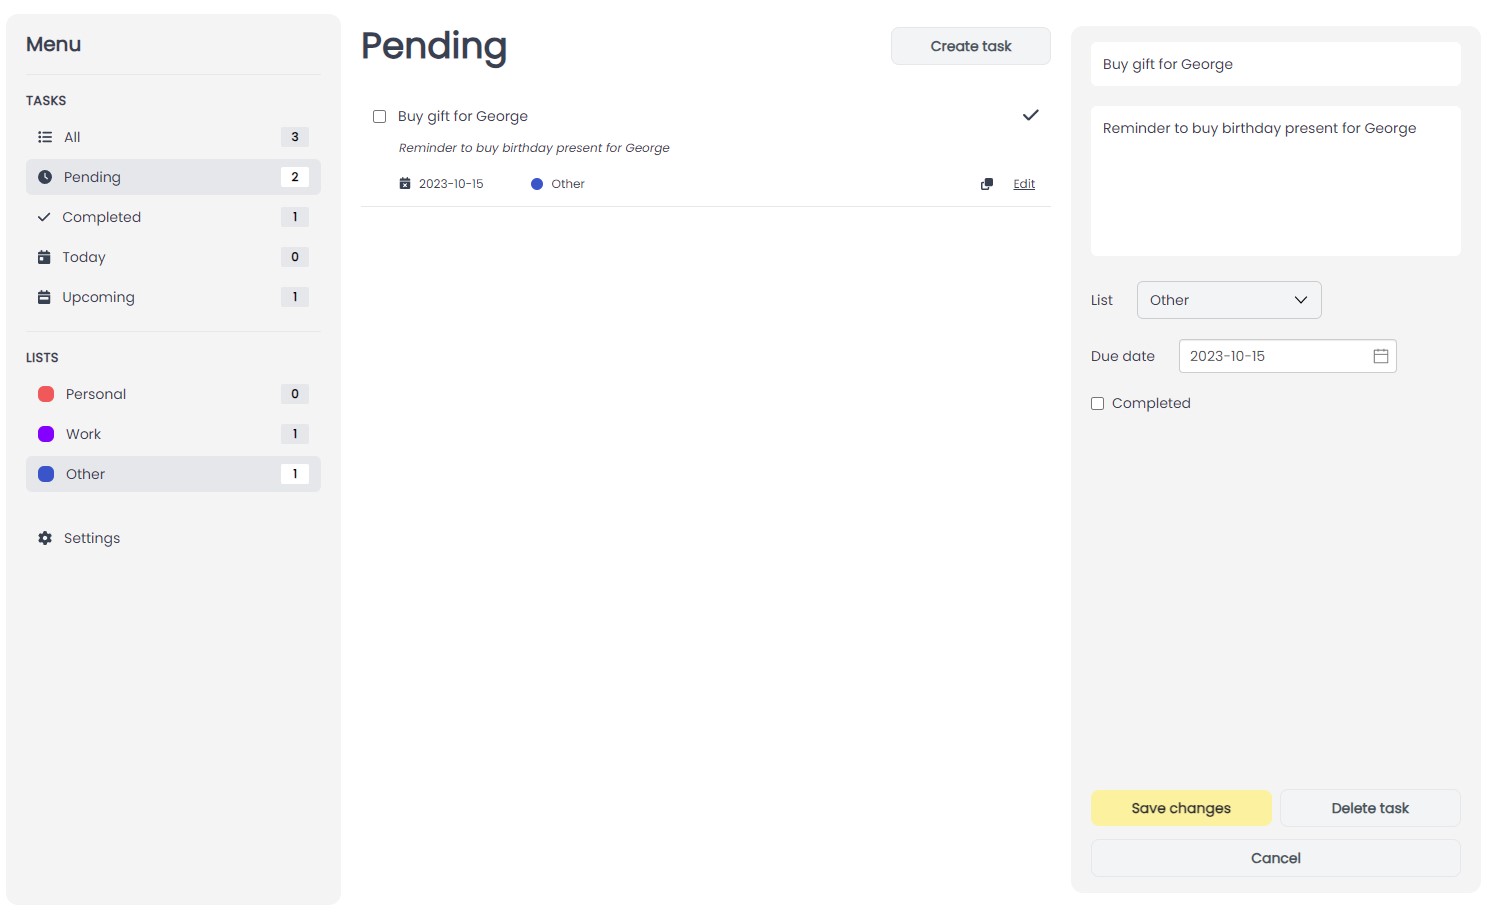 Menu
TASKS
All 3
Pending 2
Completed 1
Today 0
Upcoming 1
LISTS
Personal 0
Work 1
Other 1
Settings
Pending
Create task
Buy gift for George
Reminder to buy birthday present for George
2023-10-15 Other Edit
Buy gift for George
Reminder to buy birthday present for George
List Other
Due date 2023-10-15
Completed
Save changes Delete task
Cancel